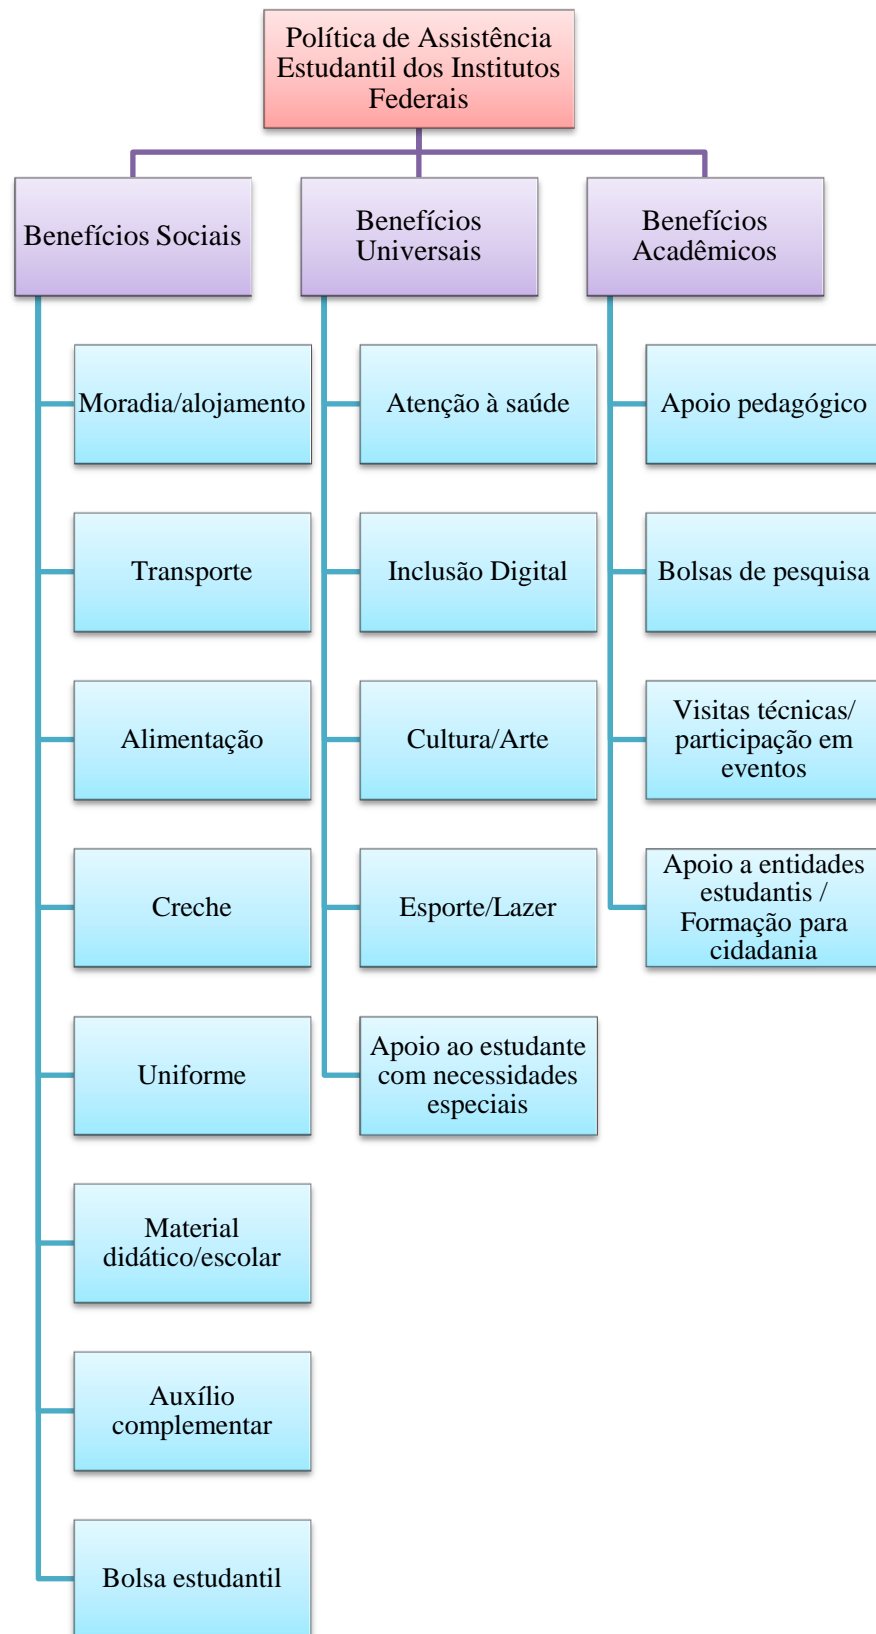 Política de Assistência
Estudantil dos Institutos
Federais
Benefícios Sociais
Moradia/alojamento
Transporte
Alimentação
Creche
Uniforme
Material
didático/escolar
Auxílio
complementar
Bolsa estudantil
Benefícios
Universais
Atenção à saúde
Inclusão Digital
Cultura/Arte
Esporte/Lazer
Apoio ao estudante
com necessidades
especiais
Benefícios
Acadêmicos
Apoio pedagógico
Bolsas de pesquisa
Visitas técnicas/
participação em
eventos
Apoio a entidades
estudantis /
Formação para
cidadania